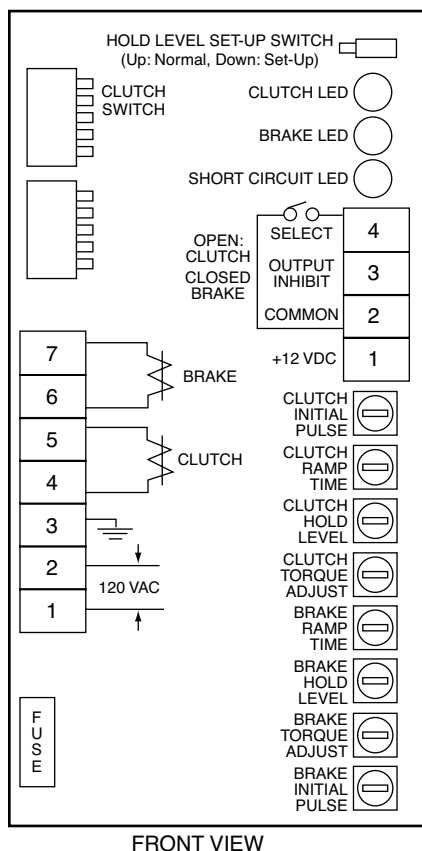 HOLD LEVEL SET-UP SWITCH
(Up: Normal, Down: Set-Up)
CLUTCH
SWITCH
CLUTCH LED
BRAKE LED
SHORT CIRCUIT LED
OPEN:
CLUTCH
CLOSED
BRAKE
SELECT
4
OUTPUT
INHIBIT
3
COMMON
2
+12 VDC
1
7
6
BRAKE
5
4
CLUTCH
3
2
1
120 VAC
CLUTCH
INITIAL
PULSE
CLUTCH
RAMP
TIME
CLUTCH
HOLD
LEVEL
CLUTCH
TORQUE
ADJUST
BRAKE
RAMP
TIME
BRAKE
HOLD
LEVEL
BRAKE
TORQUE
ADJUST
BRAKE
INITIAL
PULSE
F
U
S
E
FRONT VIEW